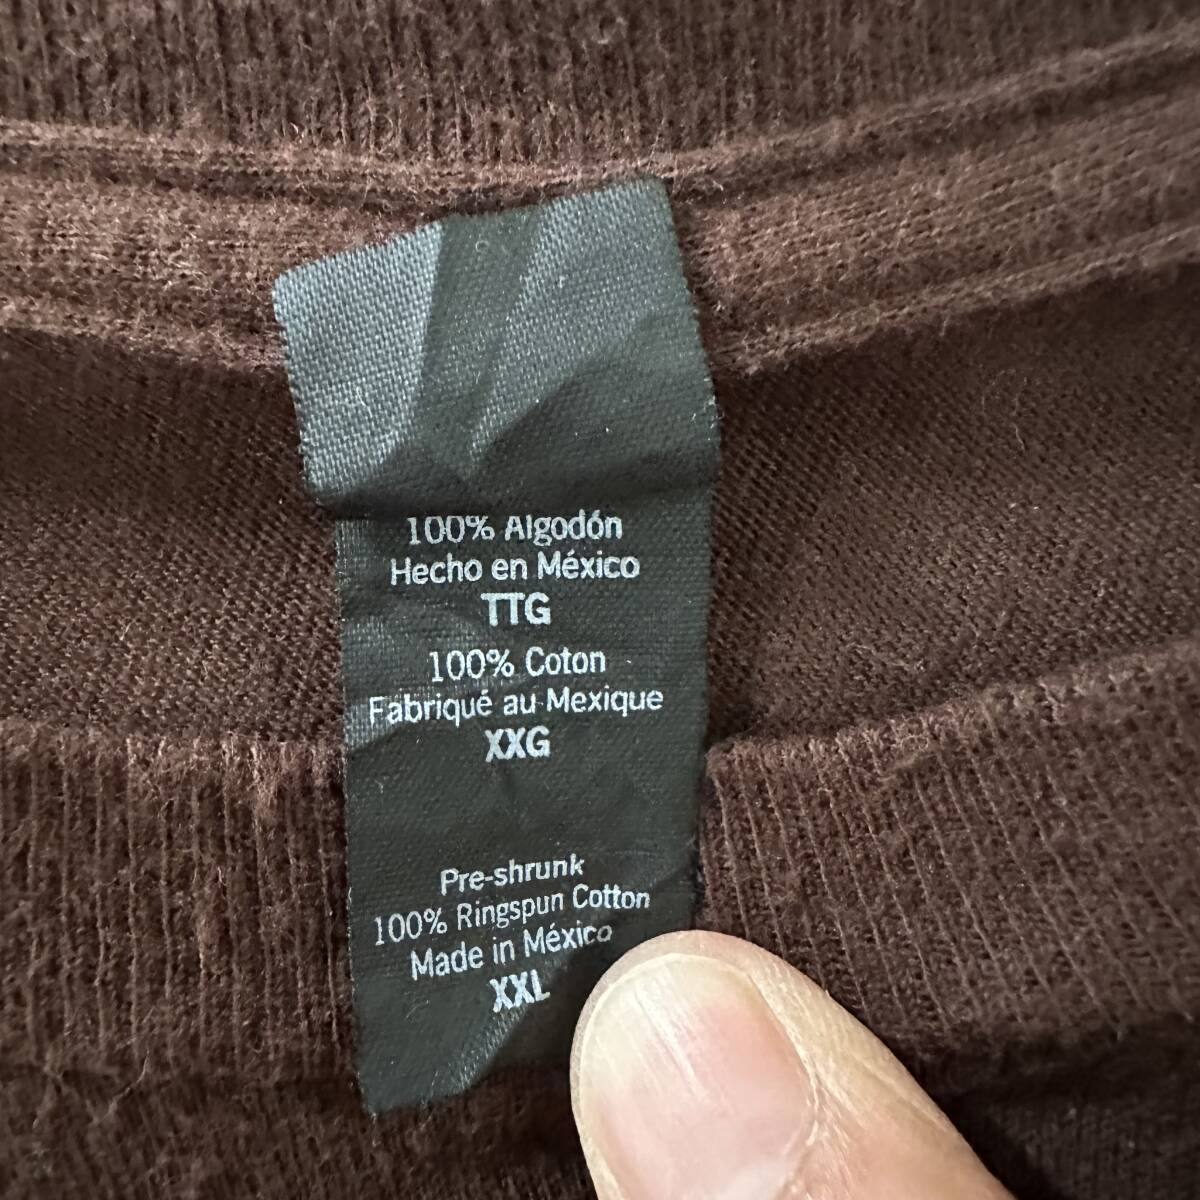 100% Algodón
Hecho en México
TTG
100% Coton
Fabriqué au Mexique
XXG
Pre-shrunk
100% Ringspun Cotton
Made in México
XXL